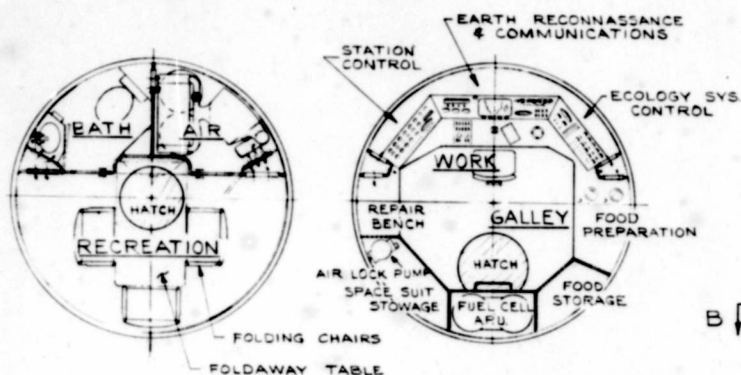 EARTH RECONNASSANCE
& COMMUNICATIONS
STATION
CONTROL
ECOLOGY SYS.
CONTROL
BATH
AIR
WORK
HATCH
REPAIR
BENCH
GALLEY
FOOD
PREPARATION
RECREATION
AIR LOCK PUMP
SPACE SUIT
STOWAGE
HATCH
FOOD
STORAGE
FUEL CELL
A.P.U.
B
FOLDING CHAIRS
FOLDAWAY TABLE